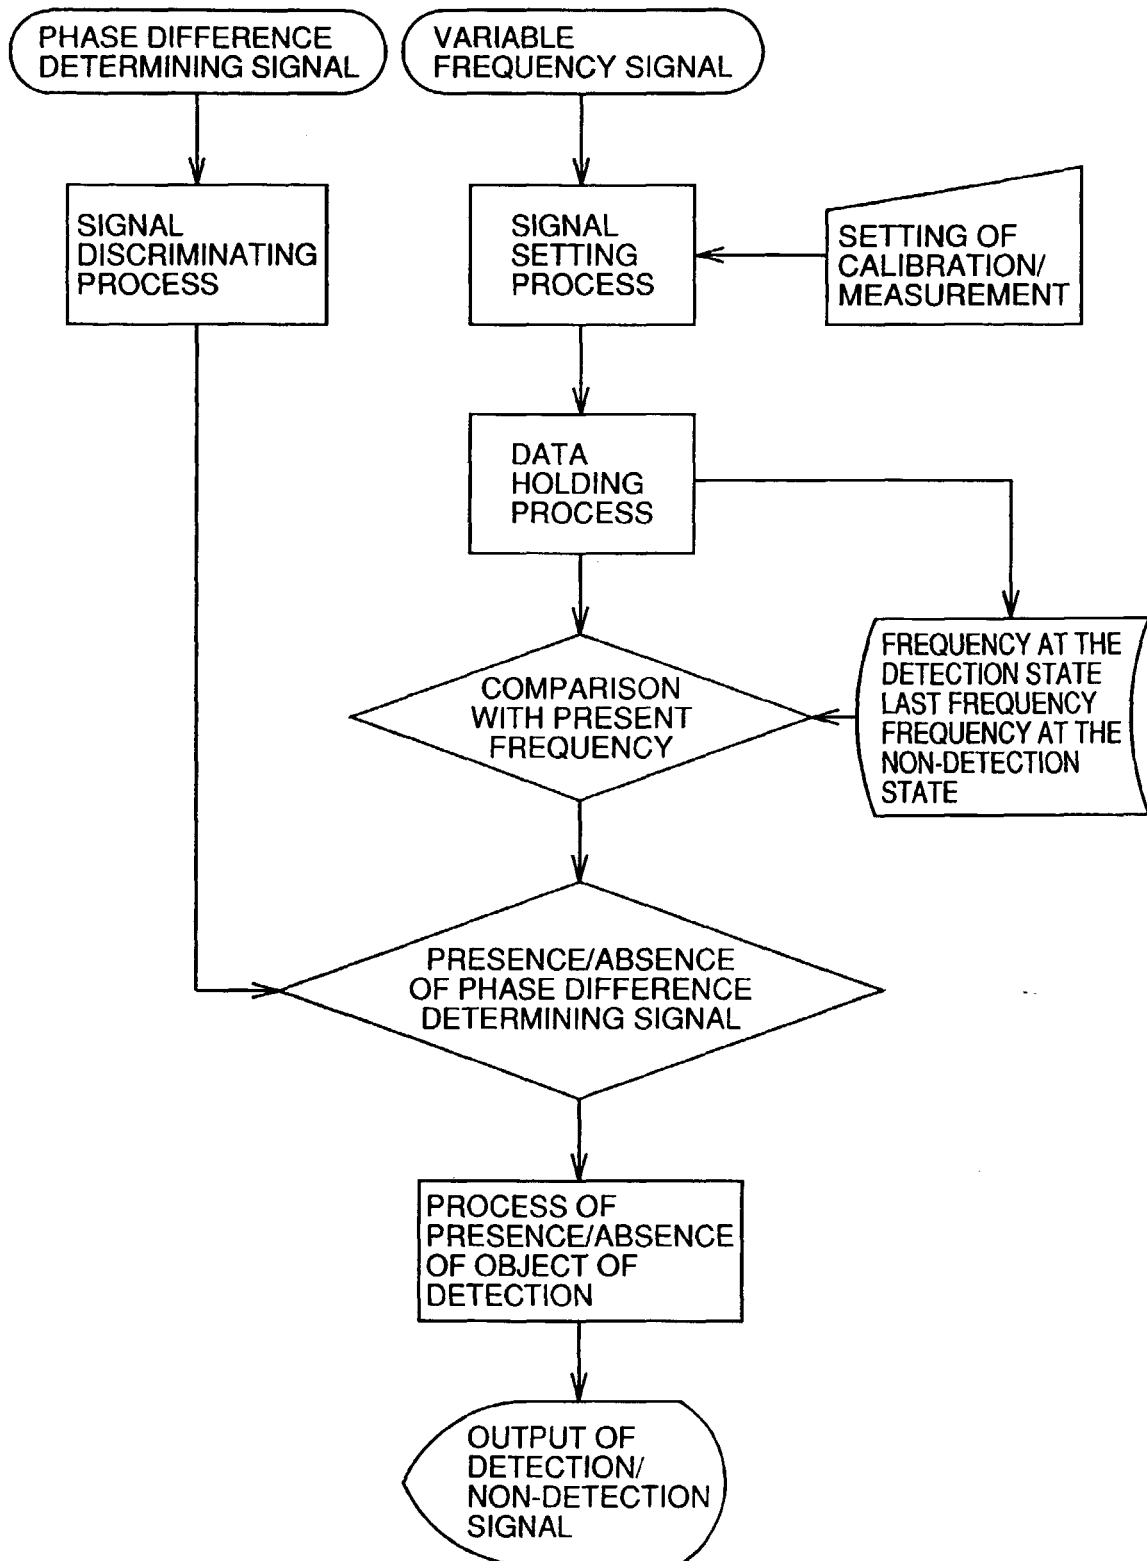 PHASE DIFFERENCE
DETERMINING SIGNAL
VARIABLE
FREQUENCY SIGNAL
SIGNAL
DISCRIMINATING
PROCESS
SIGNAL
SETTING
PROCESS
SETTING OF
CALIBRATION/
MEASUREMENT
DATA
HOLDING
PROCESS
COMPARISON
WITH PRESENT
FREQUENCY
FREQUENCY AT THE
DETECTION STATE
LAST FREQUENCY
FREQUENCY AT THE
NON-DETECTION
STATE
PRESENCE/ABSENCE
OF PHASE DIFFERENCE
DETERMINING SIGNAL
PROCESS OF
PRESENCE/ABSENCE
OF OBJECT OF
DETECTION
OUTPUT OF
DETECTION/
NON-DETECTION
SIGNAL